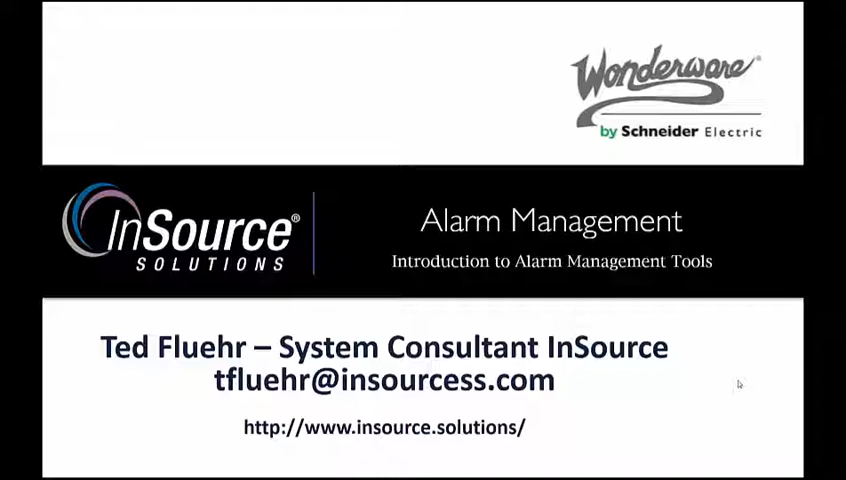 Wonderware®
by Schneider Electric
InSource®
SOLUTIONS
Alarm Management
Introduction to Alarm Management Tools
Ted Fluehr – System Consultant InSource
tfluehr@insourcess.com
http://www.insource.solutions/